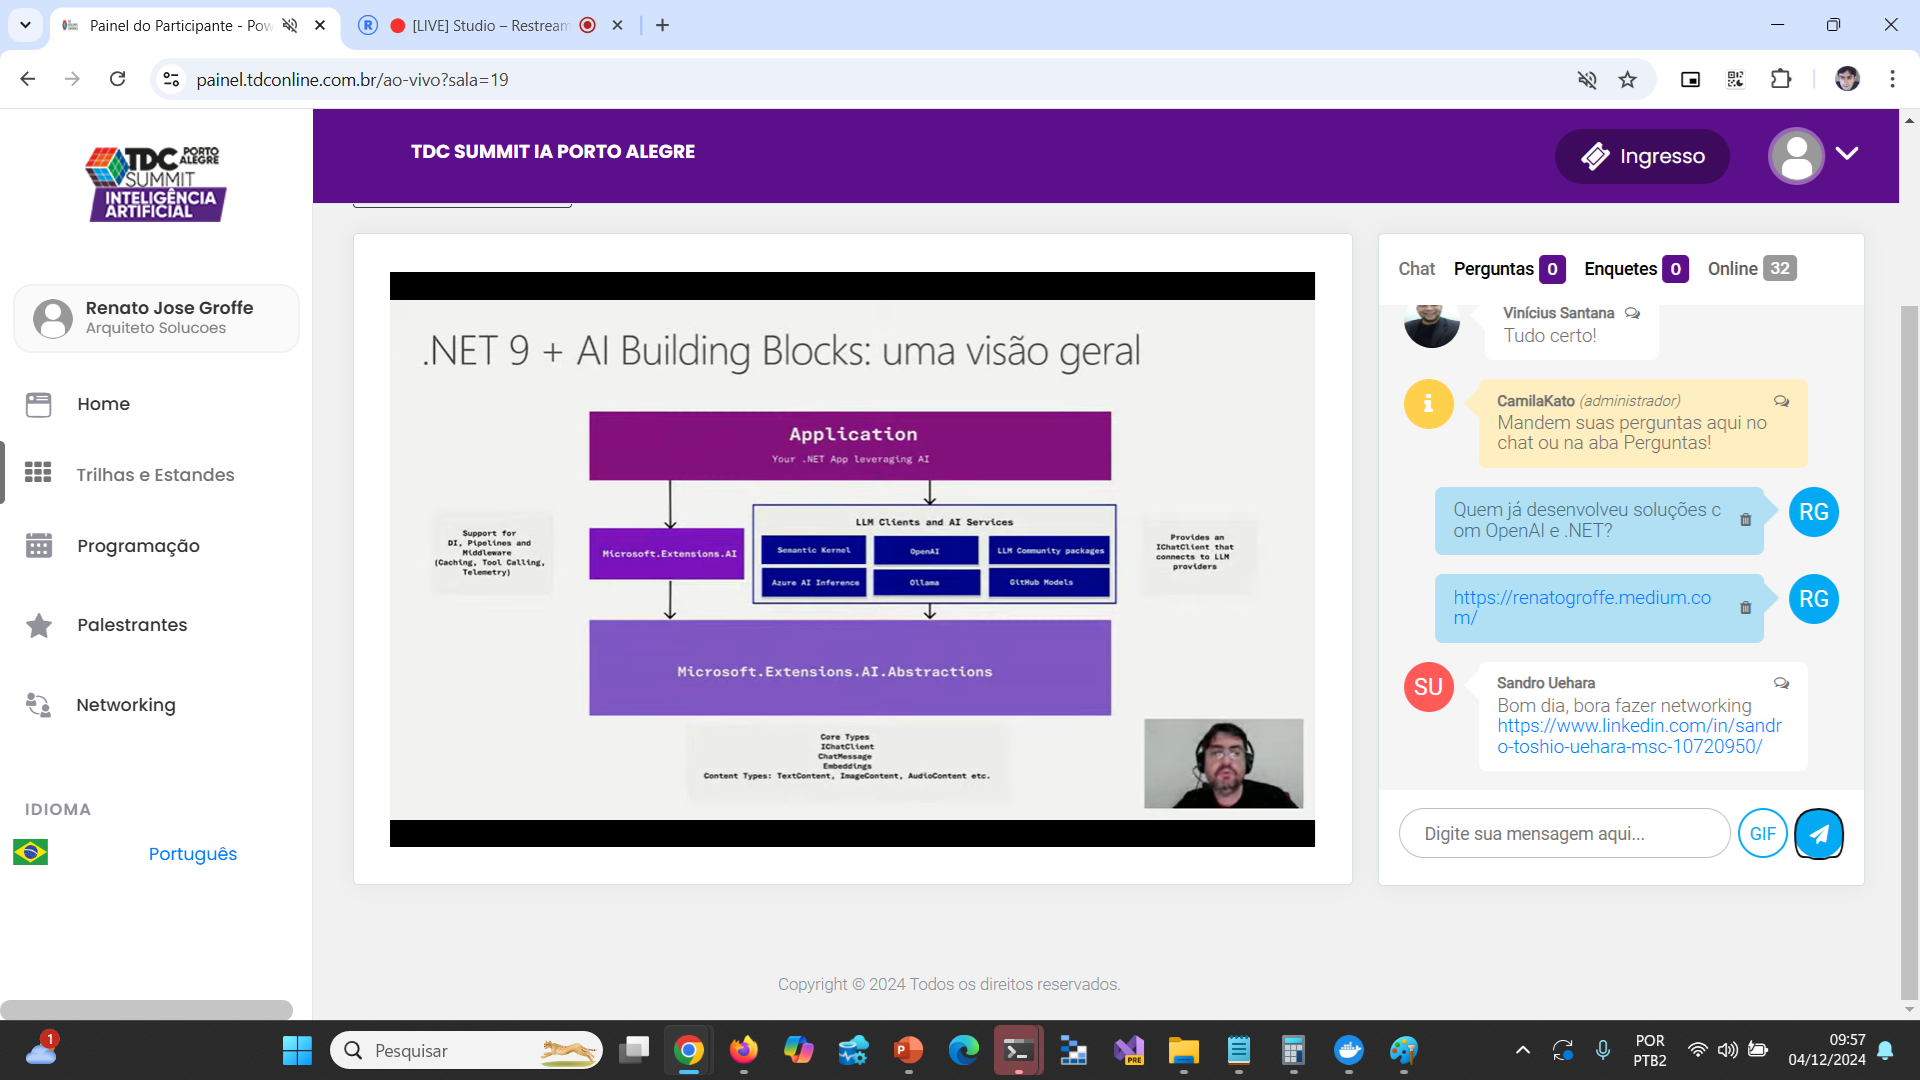 Painel do Participante - Pow
[LIVE] Studio – Restream
painel.tdconline.com.br/ao-vivo?sala=19
TDC PORTO ALEGRE
SUMMIT
INTELIGÊNCIA
ARTIFICIAL
TDC SUMMIT IA PORTO ALEGRE
Ingresso
Renato Jose Groffe
Arquiteto Solucoes
Home
Trilhas e Estandes
Programação
Palestrantes
Networking
IDIOMA
Português
.NET 9 + AI Building Blocks: uma visão geral
Application
Your .NET App leveraging AI
Support for
DI, Pipelines and
Middleware
(Caching, Tool Calling,
Telemetry)
Microsoft.Extensions.AI
LLM Clients and AI Services
Semantic Kernel
OpenAI
LLM Community packages
Azure AI Inference
Ollama
GitHub Models
Provides an
IChatClient that
connects to LLM
providers
Microsoft.Extensions.AI.Abstractions
Core Types
IChatClient
ChatMessage
Embeddings
Content Types: TextContent, ImageContent, AudioContent etc.
Chat Perguntas 0 Enquetes 0 Online 32
Vinícius Santana
Tudo certo!
CamilaKato (administrador)
Mandem suas perguntas aqui no
chat ou na aba Perguntas!
Quem já desenvolveu soluções c
om OpenAI e .NET?
RG
https://renatogroffe.medium.co
m/
RG
SU
Sandro Uehara
Bom dia, bora fazer networking
https://www.linkedin.com/in/sandr
o-toshio-uehara-msc-10720950/
Digite sua mensagem aqui...
GIF
Copyright © 2024 Todos os direitos reservados.
1
Pesquisar
PRE
POR
PTB2
09:57
04/12/2024